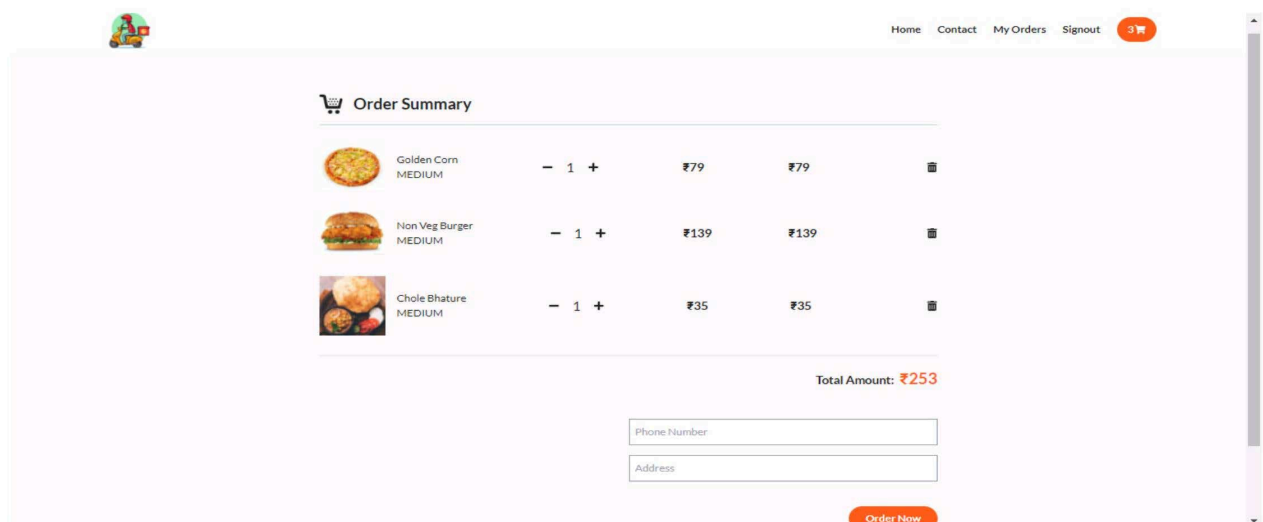 Home Contact My Orders Signout 3
Order Summary
Golden Corn
MEDIUM
1 ₹79 ₹79
Non Veg Burger
MEDIUM
1 ₹139 ₹139
Chole Bhature
MEDIUM
1 ₹35 ₹35
Total Amount: ₹253
Phone Number
Address
Order Now